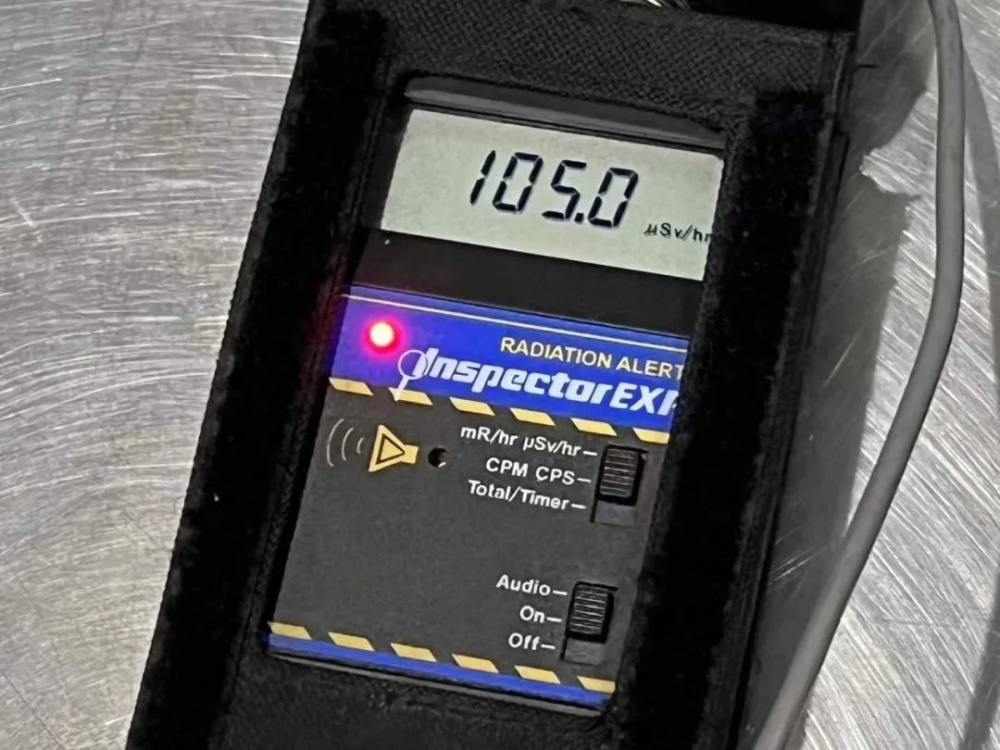 105.0
µSv/hr
RADIATION ALERT
InspectorEXP
mR/hr µSv/hr
CPM CPS
Total/Timer
Audio
On
Off